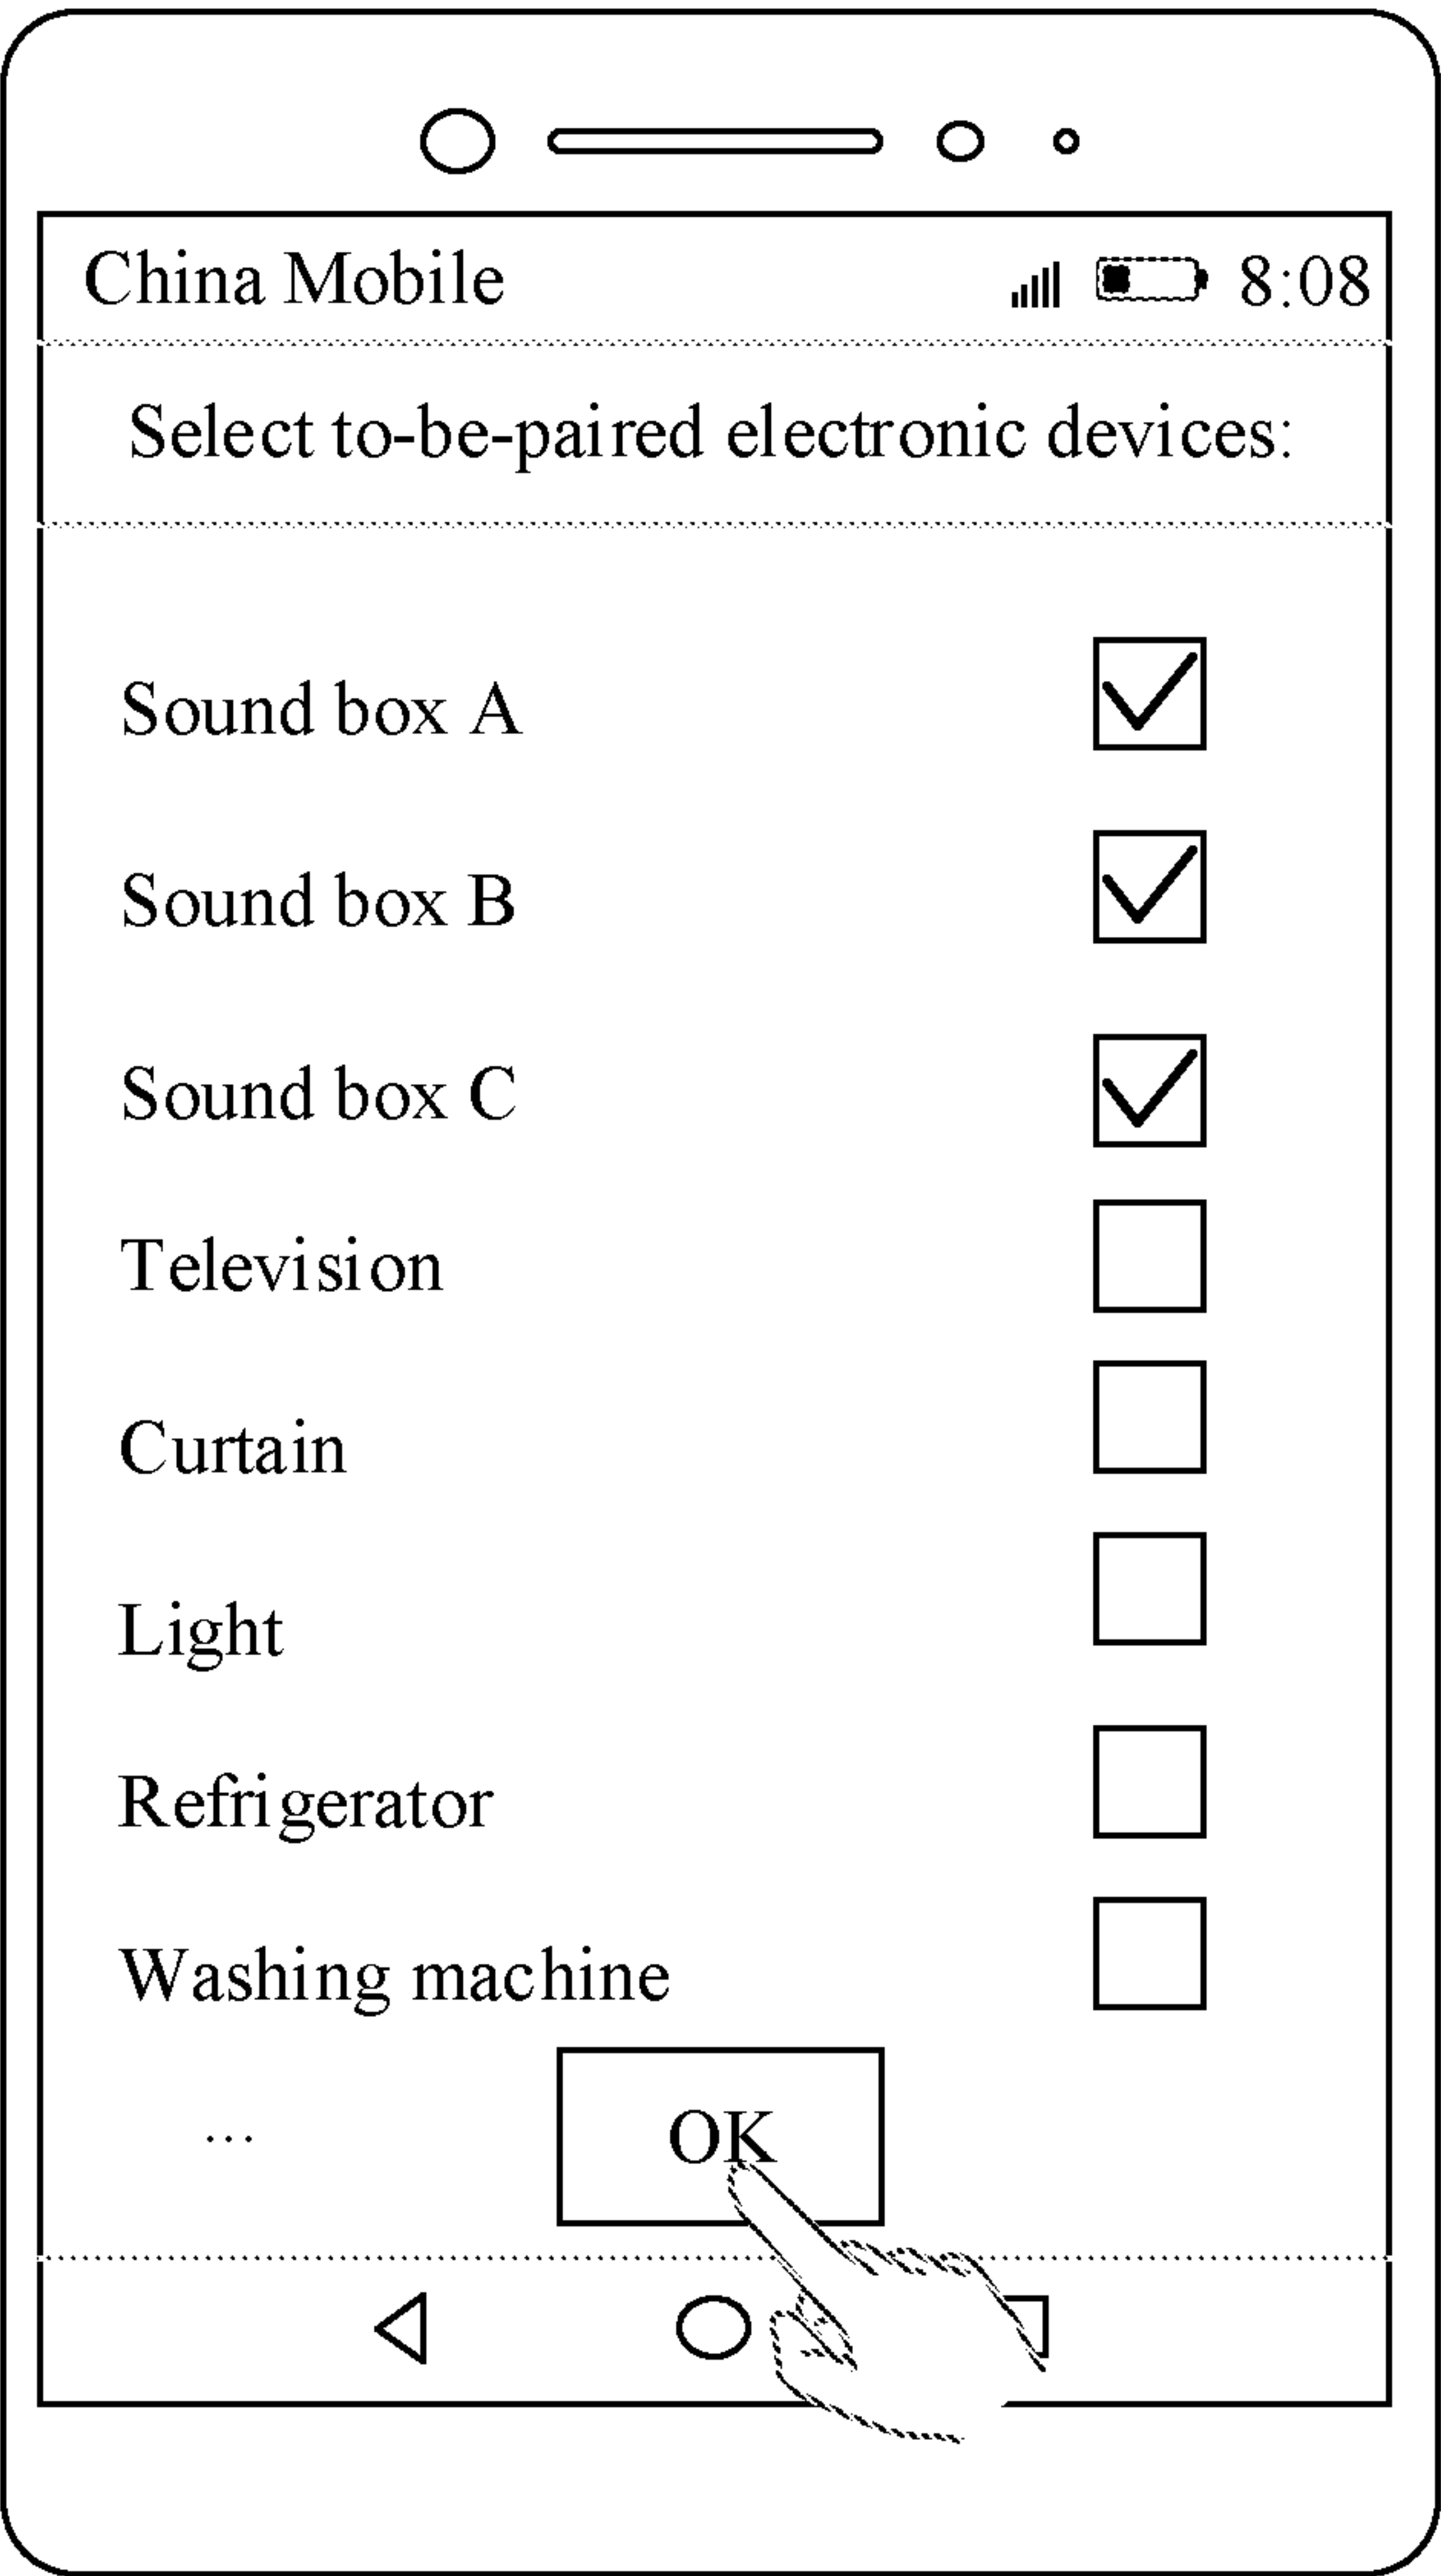 China Mobile 8:08
Select to-be-paired electronic devices:
Sound box A
Sound box B
Sound box C
Television
Curtain
Light
Refrigerator
Washing machine
...
OK